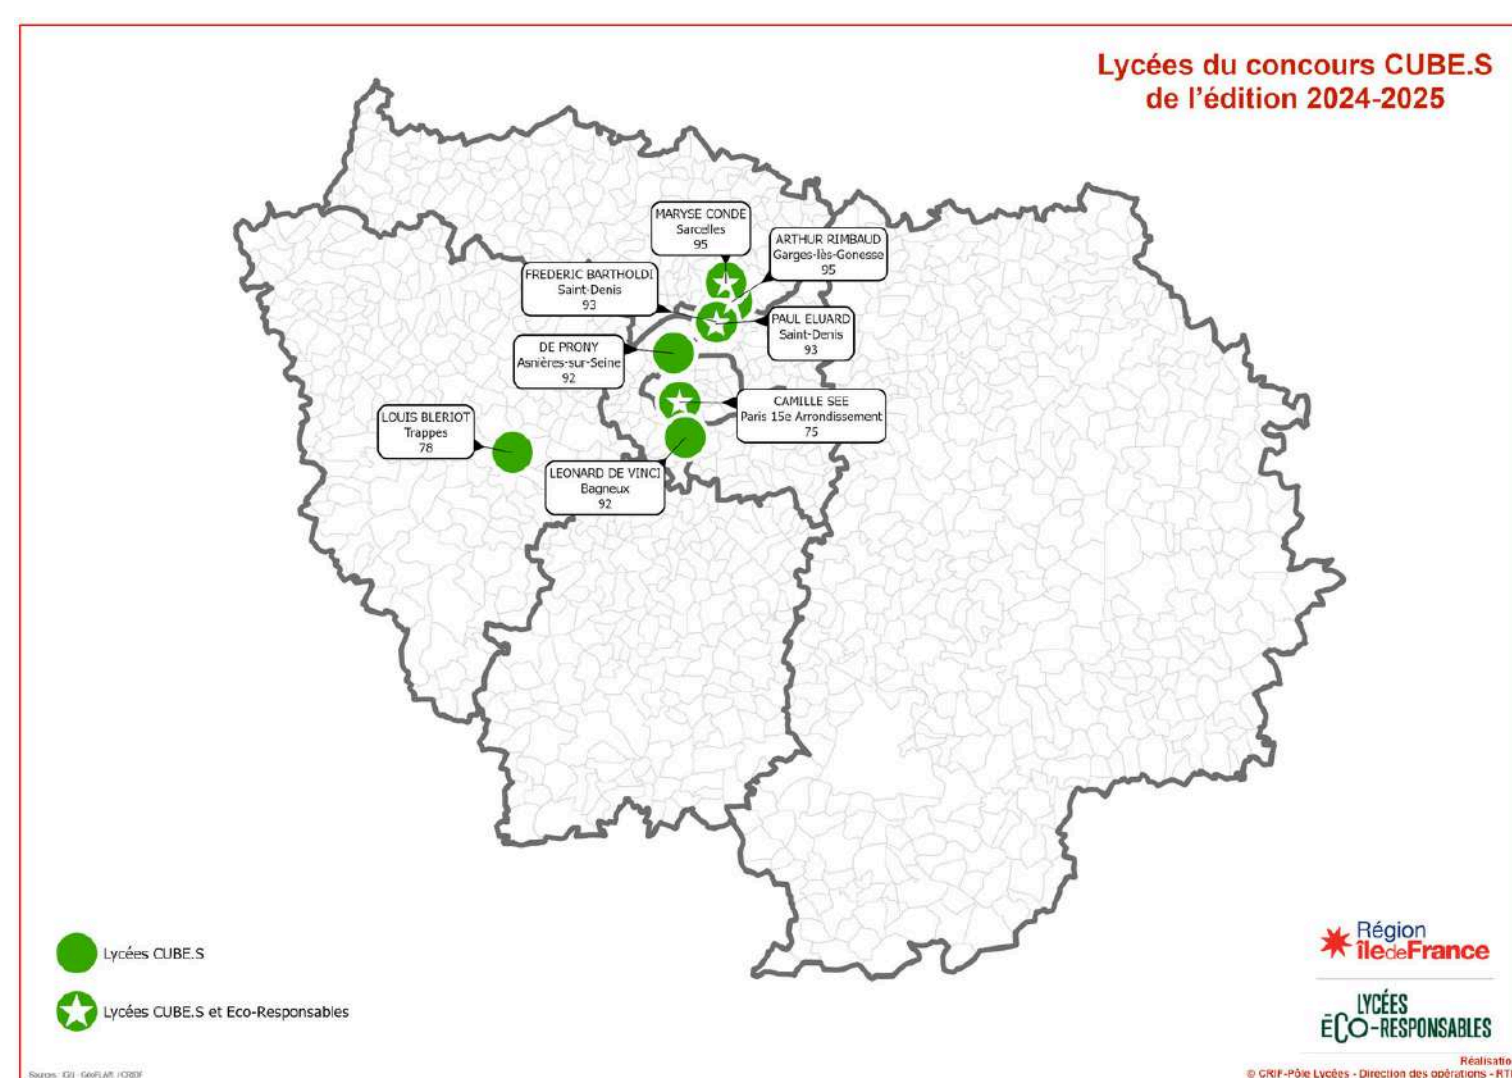 Lycées du concours CUBE.S
de l'édition 2024-2025
MARYSE CONDE
Sarcelles
95
ARTHUR RIMBAUD
Garges-lès-Gonesse
95
FREDERIC BARTHOLDI
Saint-Denis
93
PAUL ELUARD
Saint-Denis
93
DE PRONY
Asnières-sur-Seine
92
CAMILLE SEE
Paris 15e Arrondissement
75
LOUIS BLERIOT
Trappes
78
LEONARD DE VINCI
Bagneux
92
Lycées CUBE.S
Lycées CUBE.S et Eco-Responsables
Région
îledeFrance
LYCÉES
ÉCO-RESPONSABLES
Réalisatio
© CRIF-Pôle Lycées - Direction des opérations - RT
Sources :